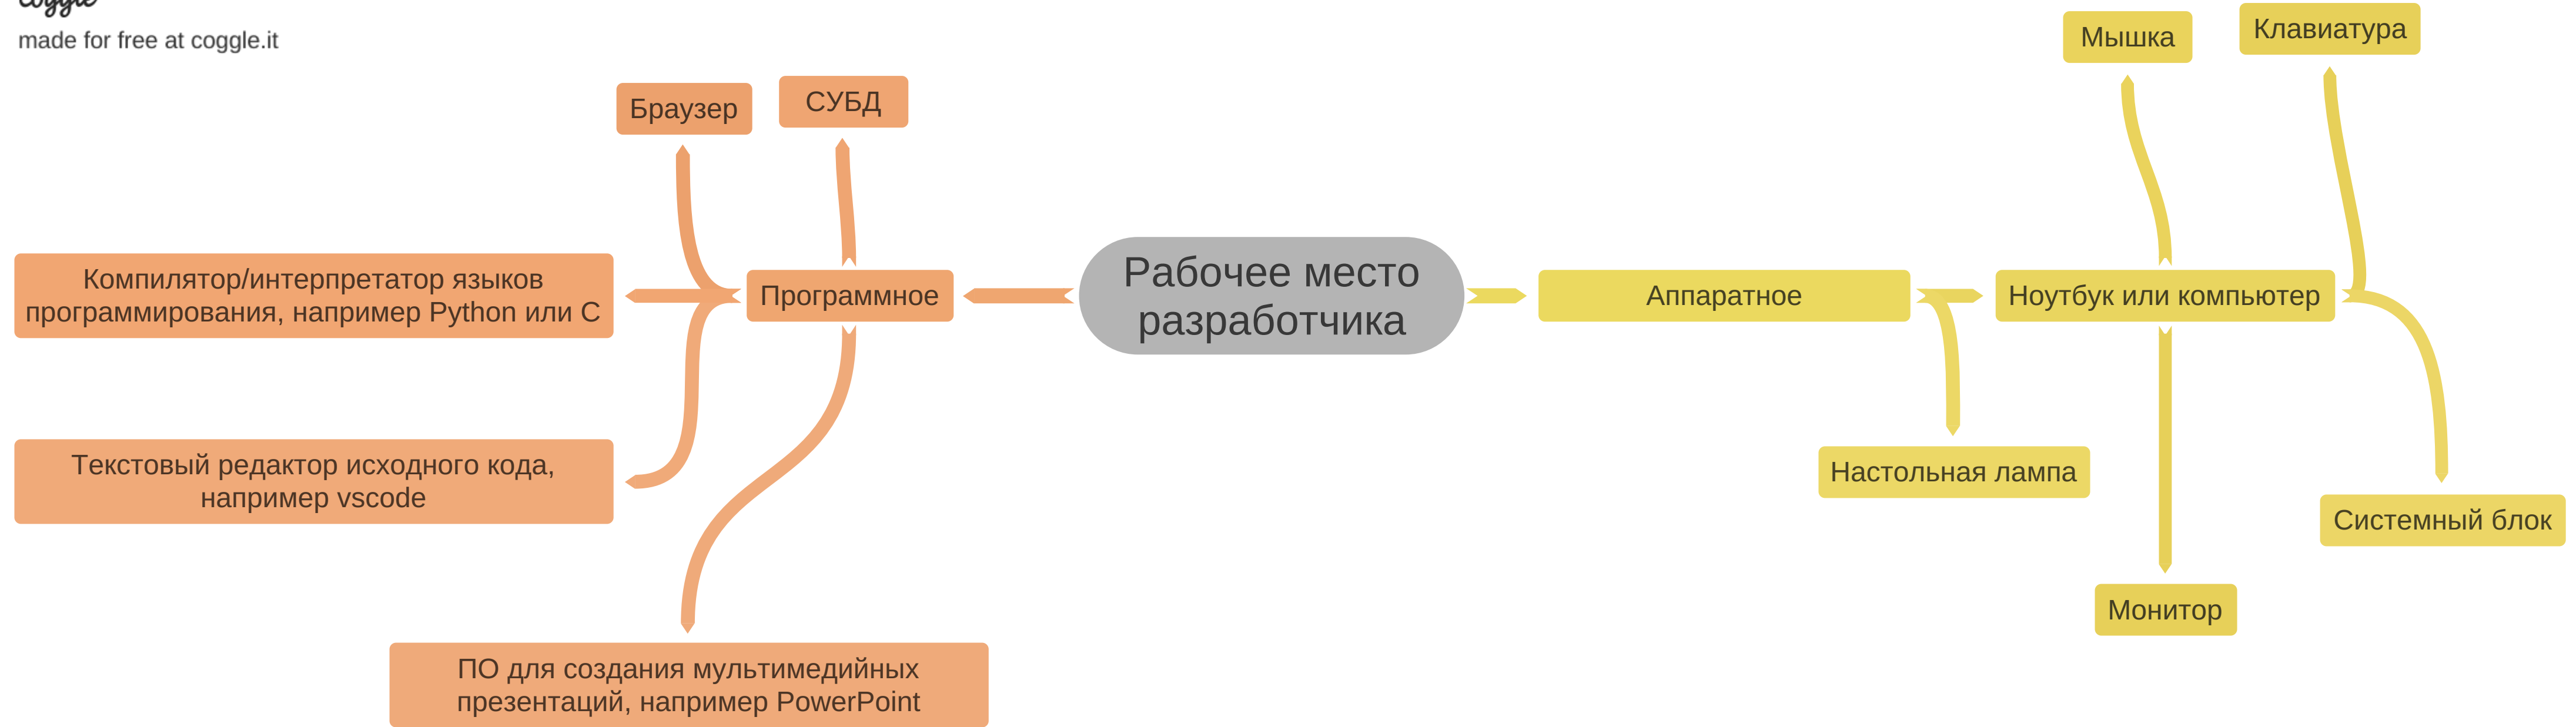 coggle
made for free at coggle.it
Мышка
Клавиатура
Браузер
СУБД
Компилятор/интерпретатор языков
программирования, например Python или C
Программное
Рабочее место
разработчика
Аппаратное
Ноутбук или компьютер
Текстовый редактор исходного кода,
например vscode
Настольная лампа
Системный блок
Монитор
ПО для создания мультимедийных
презентаций, например PowerPoint